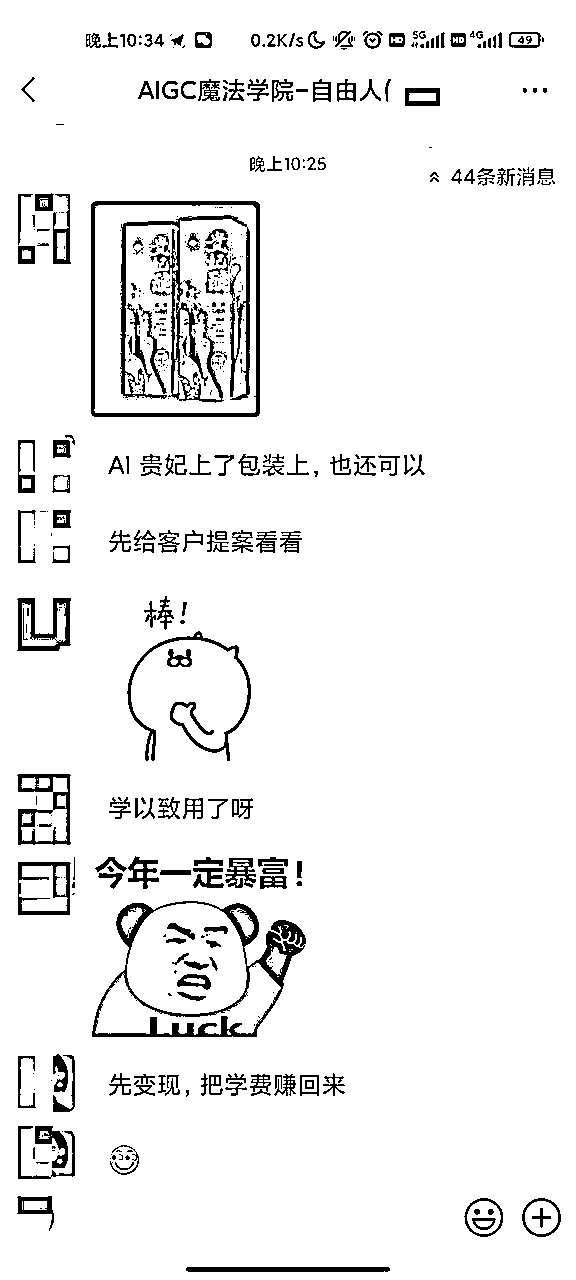 晚上10:34
0.2K/s
HD
5G
HD
4G
49
AIGC魔法学院-自由人(
晚上10:25
44条新消息
AI 贵妃上了包装上，也还可以
先给客户提案看看
棒！
学以致用了呀
今年一定暴富！
Luck
先变现，把学费赚回来